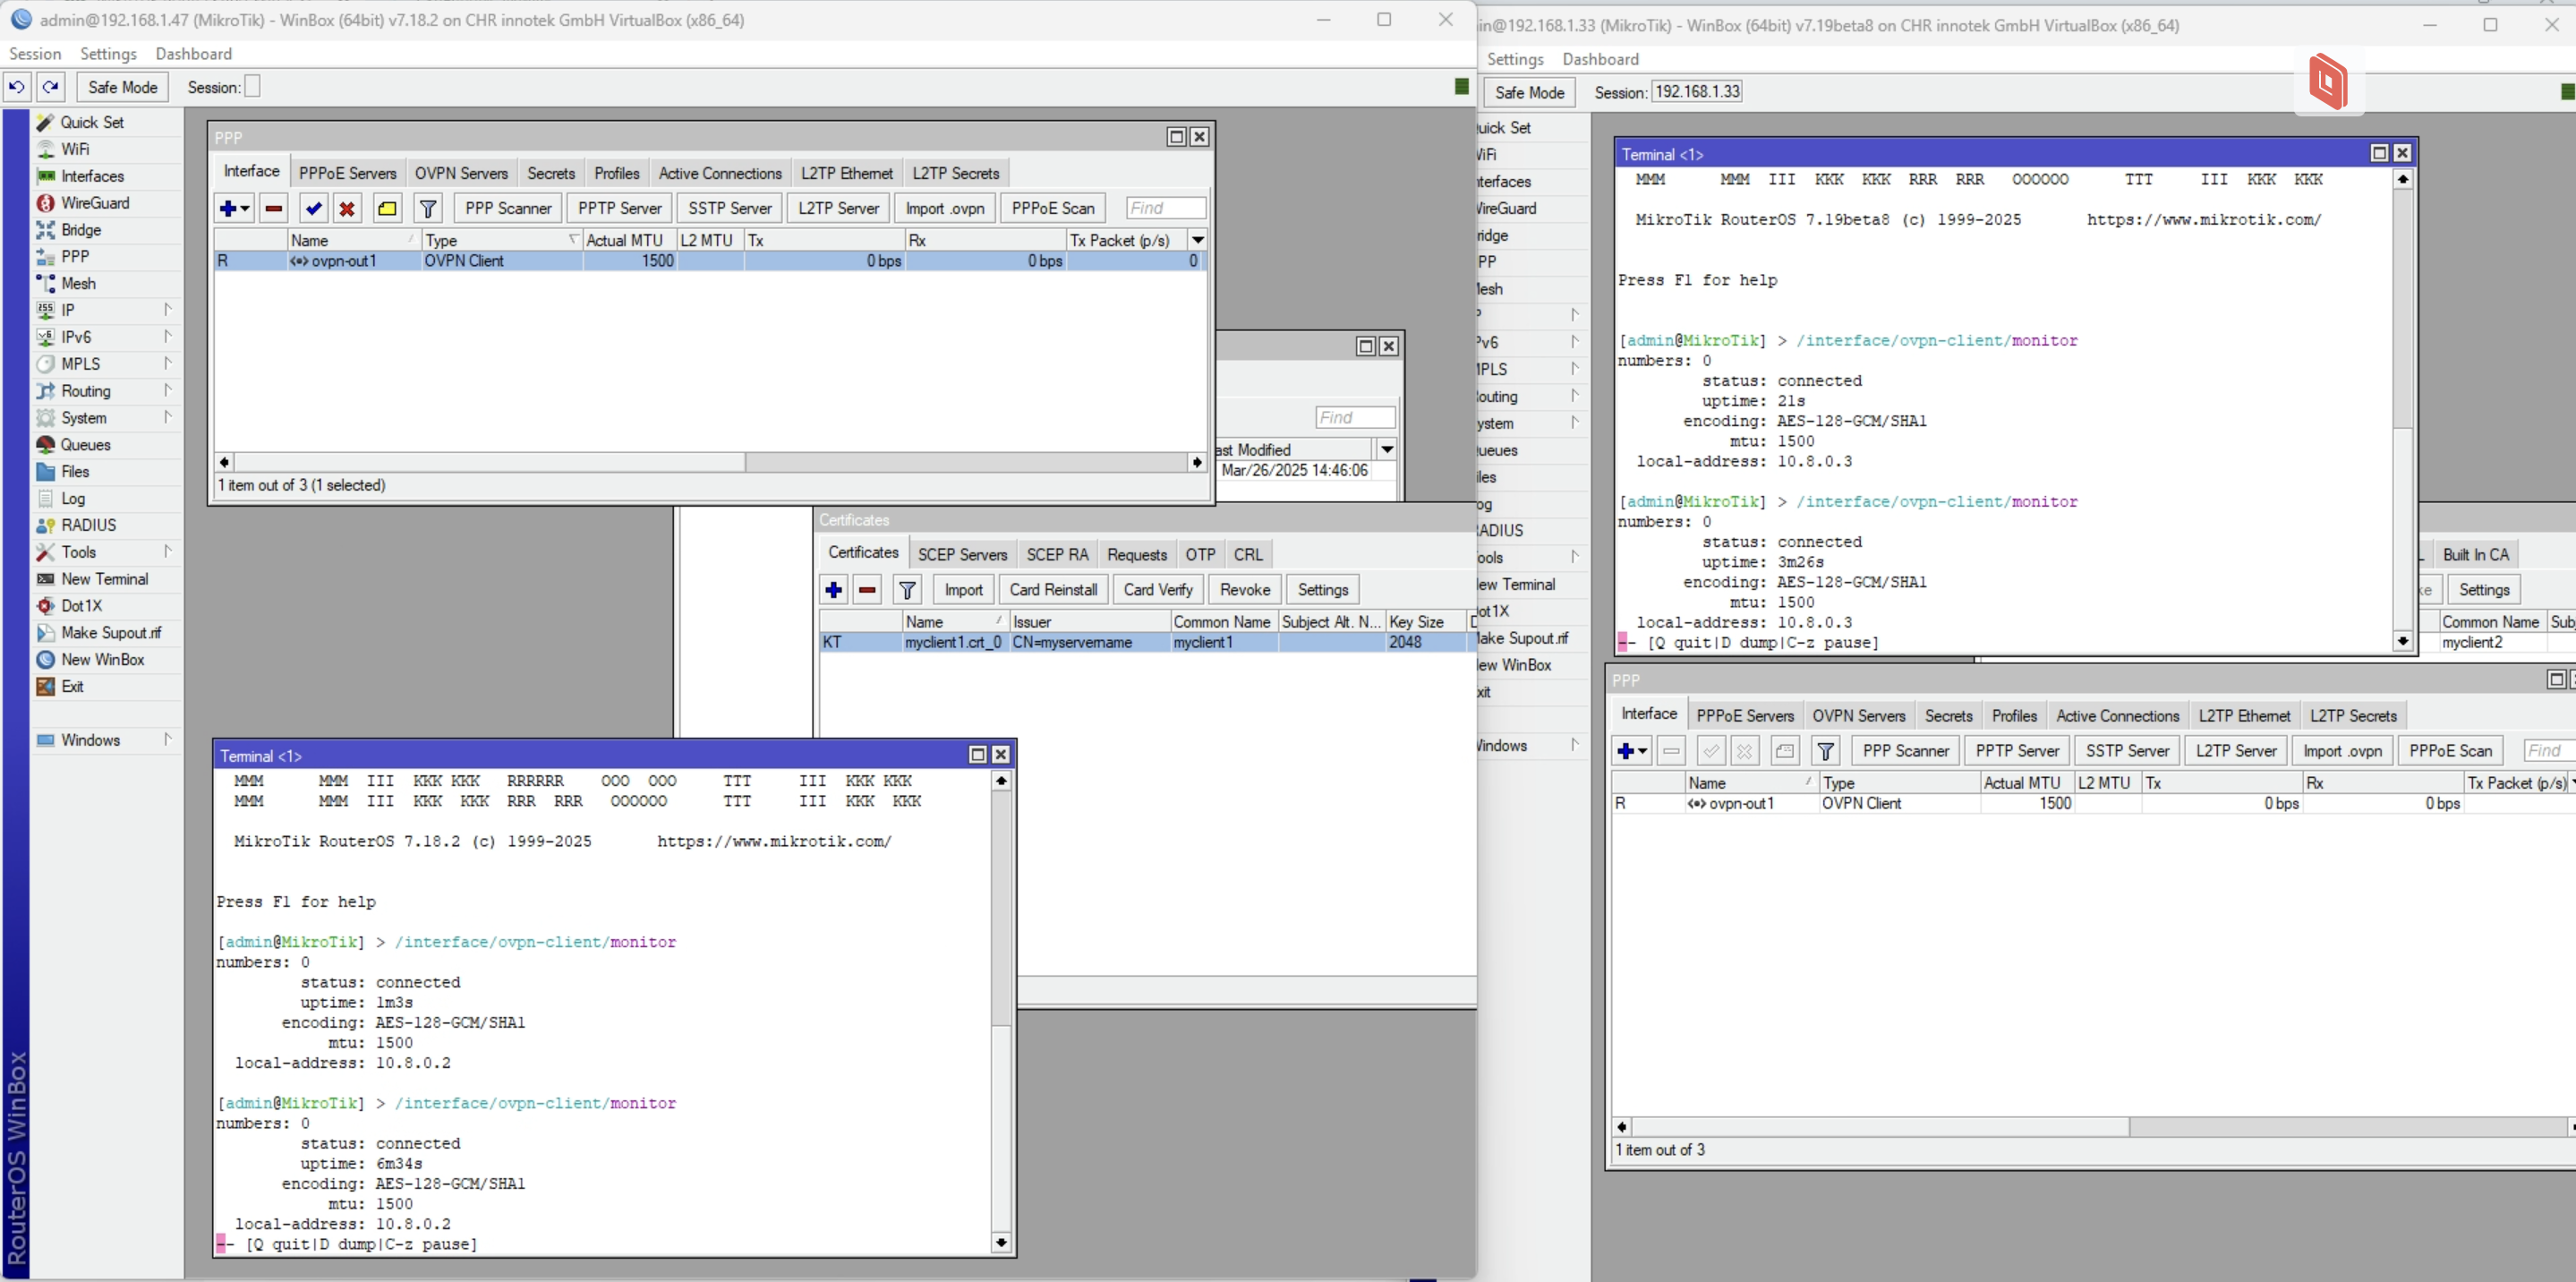 admin@192.168.1.47 (MikroTik) - WinBox (64bit) v7.18.2 on CHR innotek GmbH VirtualBox (x86_64)
Session Settings Dashboard
Safe Mode Session:
Quick Set
WiFi
Interfaces
WireGuard
Bridge
PPP
Mesh
IP
IPv6
MPLS
Routing
System
Queues
Files
Log
RADIUS
Tools
New Terminal
Dot1X
Make Supout.rif
New WinBox
Exit
Windows
RouterOS WinBox
PPP
Interface PPPoE Servers OVPN Servers Secrets Profiles Active Connections L2TP Ethernet L2TP Secrets
PPP Scanner PPTP Server SSTP Server L2TP Server Import .ovpn PPPoE Scan Find
Name Type Actual MTU L2 MTU Tx Rx Tx Packet (p/s)
R <•> ovpn-out1 OVPN Client 1500 0 bps 0 bps 0
1 item out of 3 (1 selected)
Find
ast Modified
Mar/26/2025 14:46:06
Certificates
Certificates SCEP Servers SCEP RA Requests OTP CRL
Import Card Reinstall Card Verify Revoke Settings
Name Issuer Common Name Subject Alt. N... Key Size D
KT myclient1.crt_0 CN=myservername myclient1 2048
Terminal <1>
MMM MMM III KKK KKK RRRRRR OOO OOO TTT III KKK KKK
MMM MMM III KKK KKK RRR RRR OOOOOO TTT III KKK KKK
MikroTik RouterOS 7.18.2 (c) 1999-2025 https://www.mikrotik.com/
Press F1 for help
[admin@MikroTik] > /interface/ovpn-client/monitor
numbers: 0
status: connected
uptime: 1m3s
encoding: AES-128-GCM/SHA1
mtu: 1500
local-address: 10.8.0.2
[admin@MikroTik] > /interface/ovpn-client/monitor
numbers: 0
status: connected
uptime: 6m34s
encoding: AES-128-GCM/SHA1
mtu: 1500
local-address: 10.8.0.2
-- [Q quit|D dump|C-z pause]
in@192.168.1.33 (MikroTik) - WinBox (64bit) v7.19beta8 on CHR innotek GmbH VirtualBox (x86_64)
Settings Dashboard
Safe Mode Session: 192.168.1.33
uick Set
iFi
terfaces
ireGuard
ridge
PP
esh
P
Pv6
PLS
outing
ystem
ueues
iles
og
ADIUS
ools
ew Terminal
ot1X
ake Supout.rif
ew WinBox
xit
indows
Terminal <1>
MMM MMM III KKK KKK RRR RRR OOOOOO TTT III KKK KKK
MikroTik RouterOS 7.19beta8 (c) 1999-2025 https://www.mikrotik.com/
Press F1 for help
[admin@MikroTik] > /interface/ovpn-client/monitor
numbers: 0
status: connected
uptime: 21s
encoding: AES-128-GCM/SHA1
mtu: 1500
local-address: 10.8.0.3
[admin@MikroTik] > /interface/ovpn-client/monitor
numbers: 0
status: connected
uptime: 3m26s
encoding: AES-128-GCM/SHA1
mtu: 1500
local-address: 10.8.0.3
-- [Q quit|D dump|C-z pause]
L Built In CA
ke Settings
Common Name Subj
myclient2
PPP
Interface PPPoE Servers OVPN Servers Secrets Profiles Active Connections L2TP Ethernet L2TP Secrets
PPP Scanner PPTP Server SSTP Server L2TP Server Import .ovpn PPPoE Scan Find
Name Type Actual MTU L2 MTU Tx Rx Tx Packet (p/s)
R <•> ovpn-out1 OVPN Client 1500 0 bps 0 bps
1 item out of 3